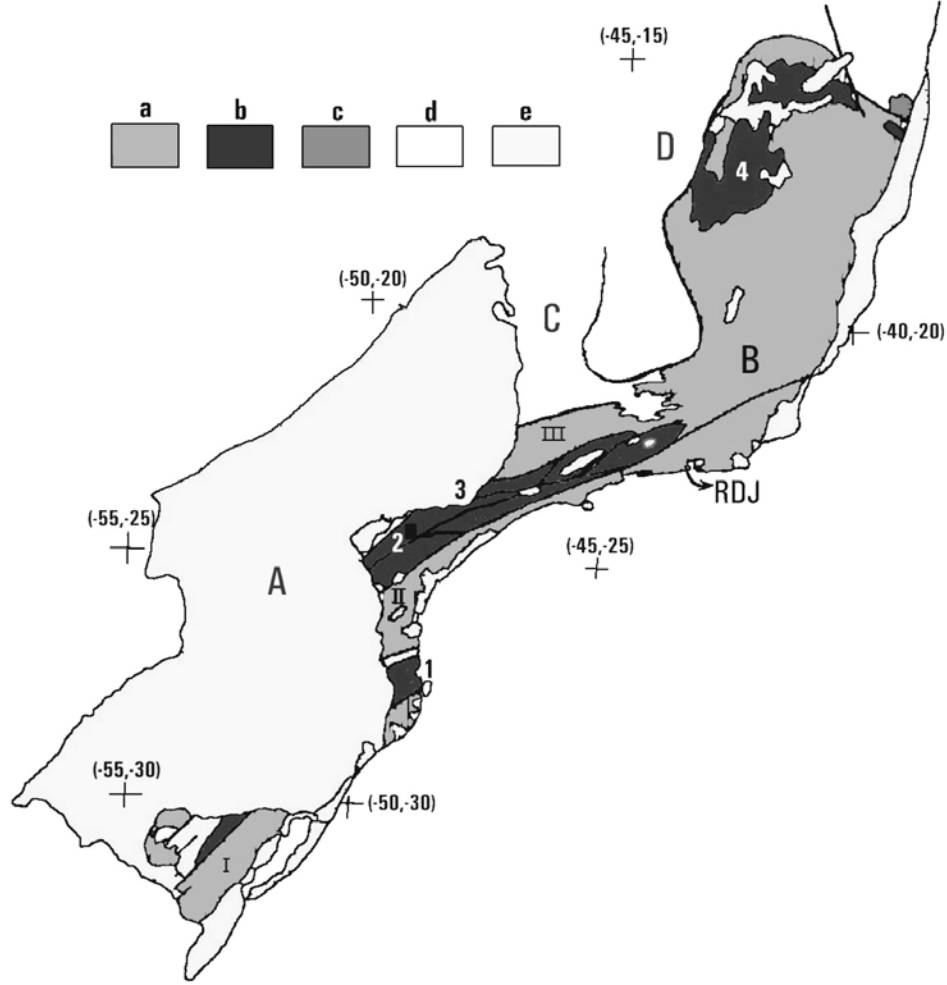 (-45,-15)
a b c d e
D
4
(-50,-20)
C
(-40,-20)
B
III
3
RDJ
(-55,-25)
2
(-45,-25)
A
II
1
(-55,-30)
(-50,-30)
I